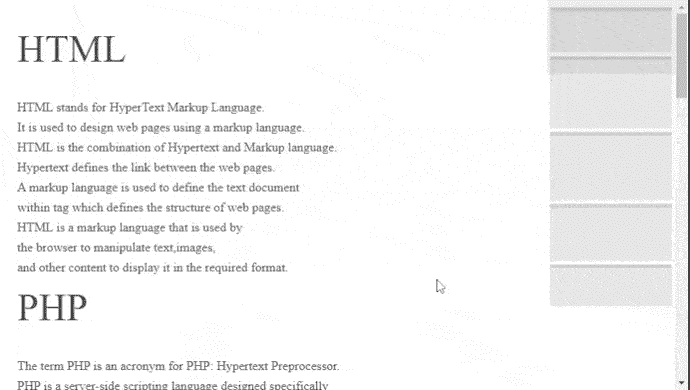 HTML
HTML stands for HyperText Markup Language.
It is used to design web pages using a markup language.
HTML is the combination of Hypertext and Markup language.
Hypertext defines the link between the web pages.
A markup language is used to define the text document
within tag which defines the structure of web pages.
HTML is a markup language that is used by
the browser to manipulate text,images,
and other content to display it in the required format.
PHP
The term PHP is an acronym for PHP: Hypertext Preprocessor.
PHP is a server-side scripting language designed specifically